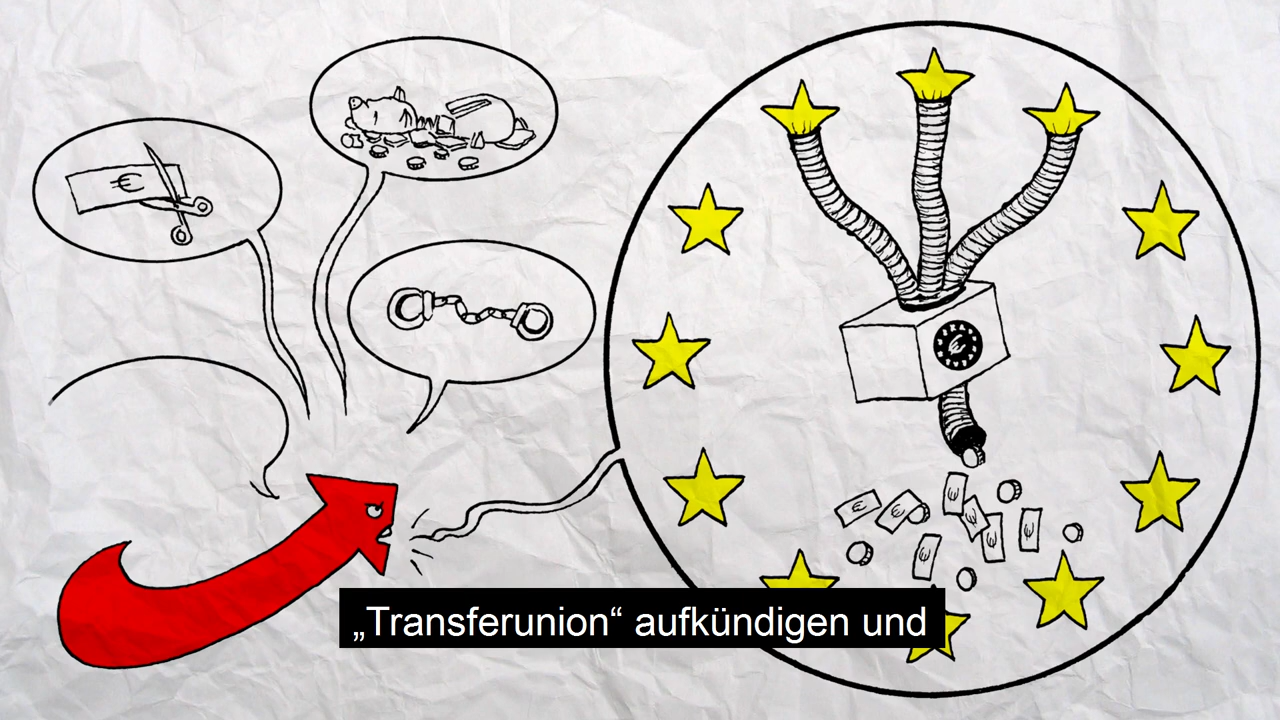 €
„Transferunion“ aufkündigen und